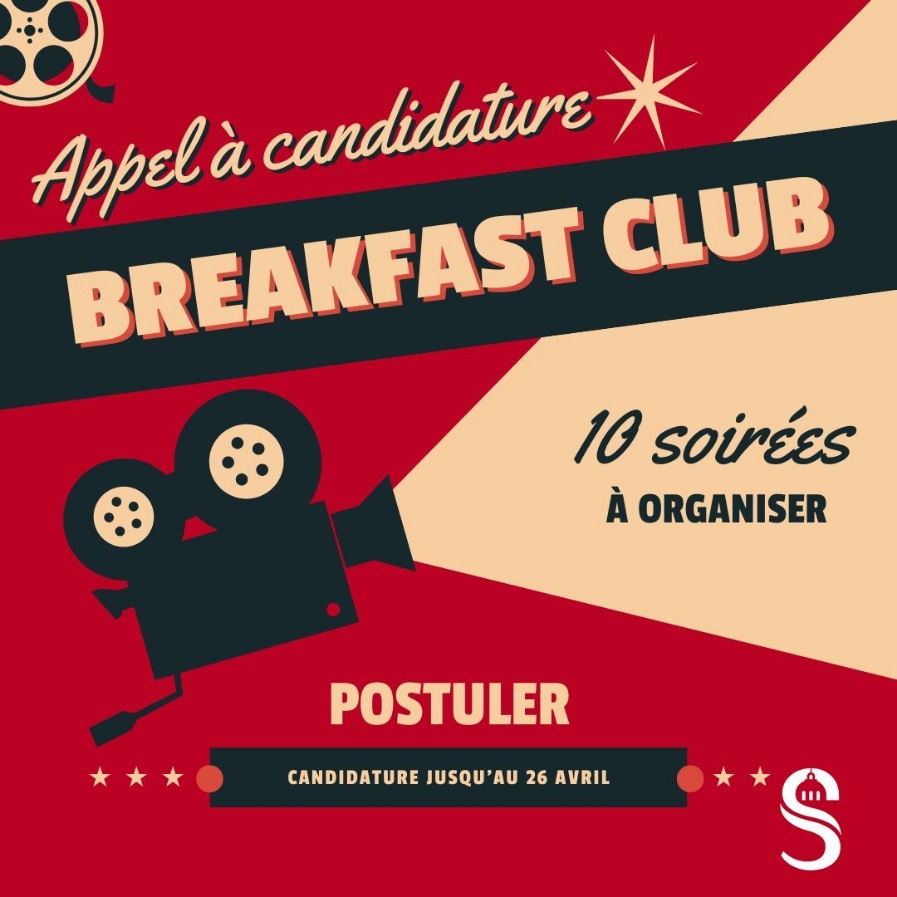 Appel à candidature
BREAKFAST CLUB
10 soirées
À ORGANISER
POSTULER
CANDIDATURE JUSQU'AU 26 AVRIL
S